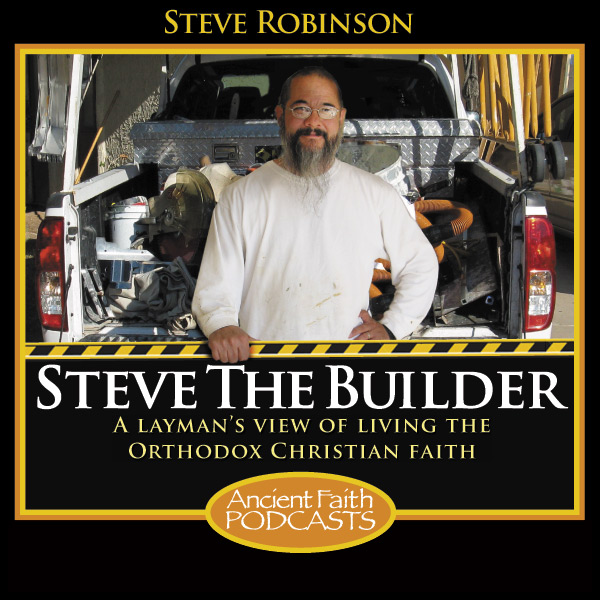 STEVE ROBINSON
STEVE THE BUILDER
A LAYMAN'S VIEW OF LIVING THE
ORTHODOX CHRISTIAN FAITH
Ancient Faith
PODCASTS